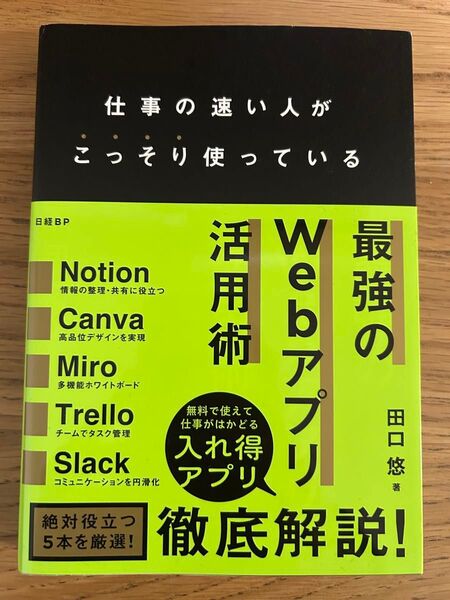 仕事の速い人が
こっそり使っている
最強の
Webアプリ
活用術
田口 悠 著
日経BP
Notion
情報の整理・共有に役立つ
Canva
高品位デザインを実現
Miro
多機能ホワイトボード
Trello
チームでタスク管理
Slack
コミュニケーションを円滑化
無料で使えて
仕事がはかどる
入れ得
アプリ
絶対役立つ
5本を厳選！
徹底解説！